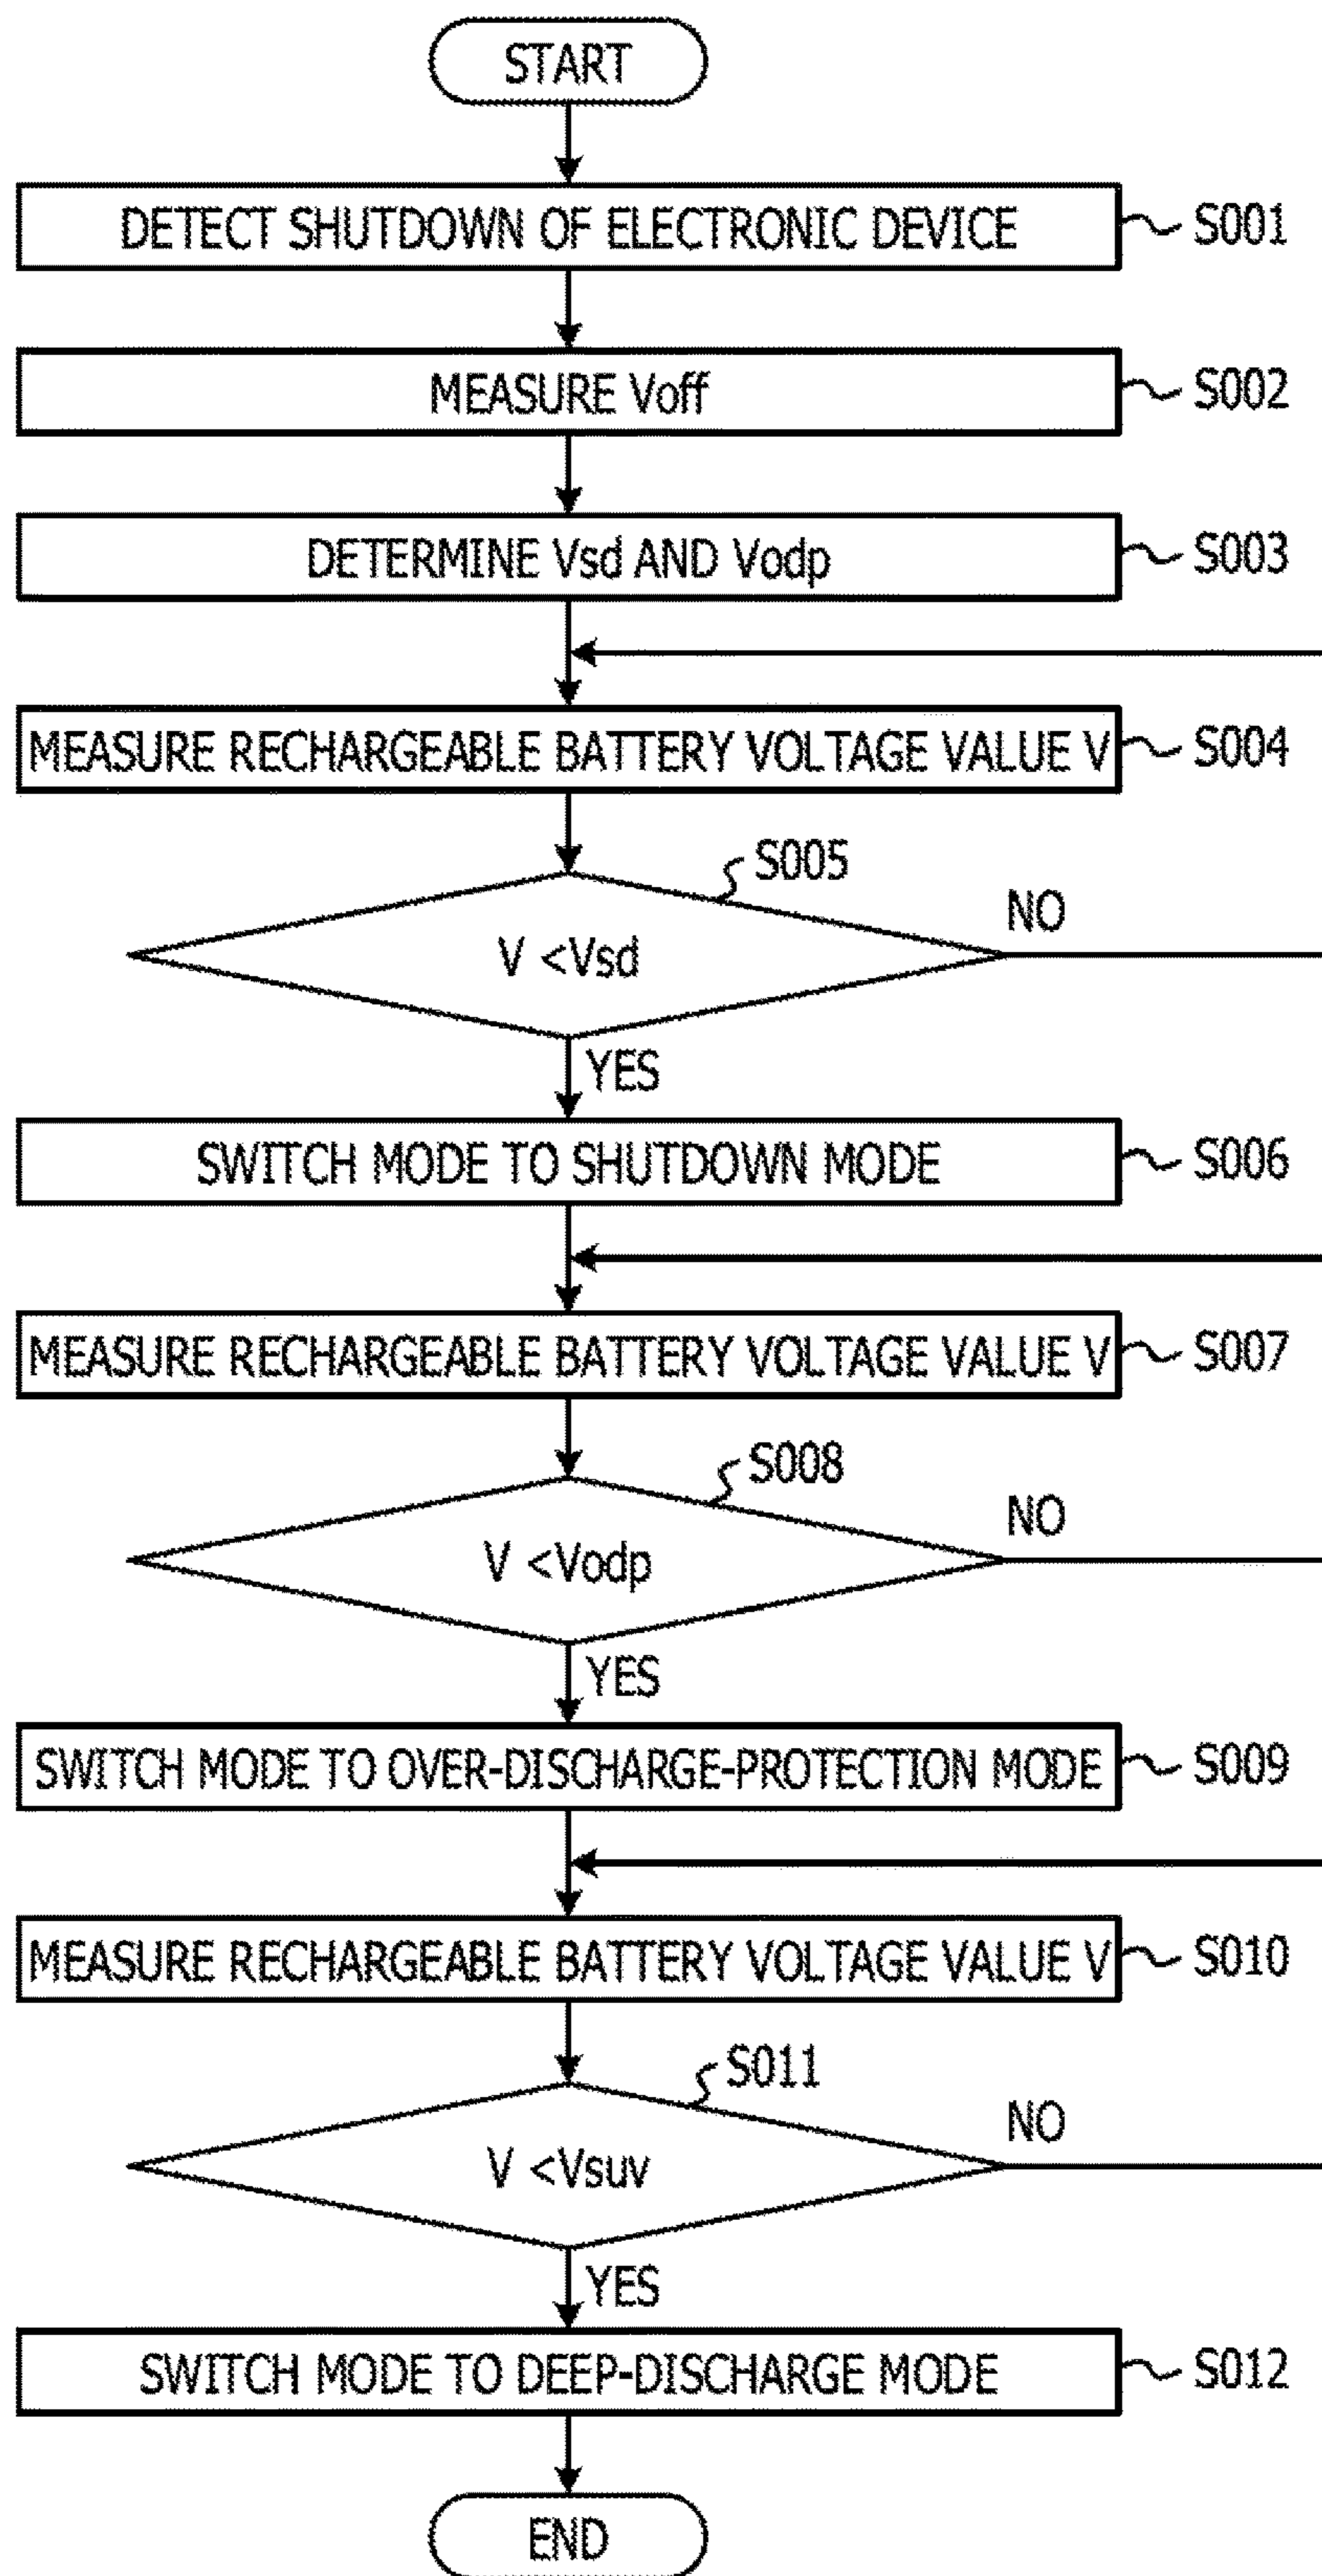 START
DETECT SHUTDOWN OF ELECTRONIC DEVICE
S001
MEASURE Voff
S002
DETERMINE Vsd AND Vodp
S003
MEASURE RECHARGEABLE BATTERY VOLTAGE VALUE V
S004
S005
V <Vsd
NO
YES
SWITCH MODE TO SHUTDOWN MODE
S006
MEASURE RECHARGEABLE BATTERY VOLTAGE VALUE V
S007
S008
V <Vodp
NO
YES
SWITCH MODE TO OVER-DISCHARGE-PROTECTION MODE
S009
MEASURE RECHARGEABLE BATTERY VOLTAGE VALUE V
S010
S011
V <Vsuv
NO
YES
SWITCH MODE TO DEEP-DISCHARGE MODE
S012
END